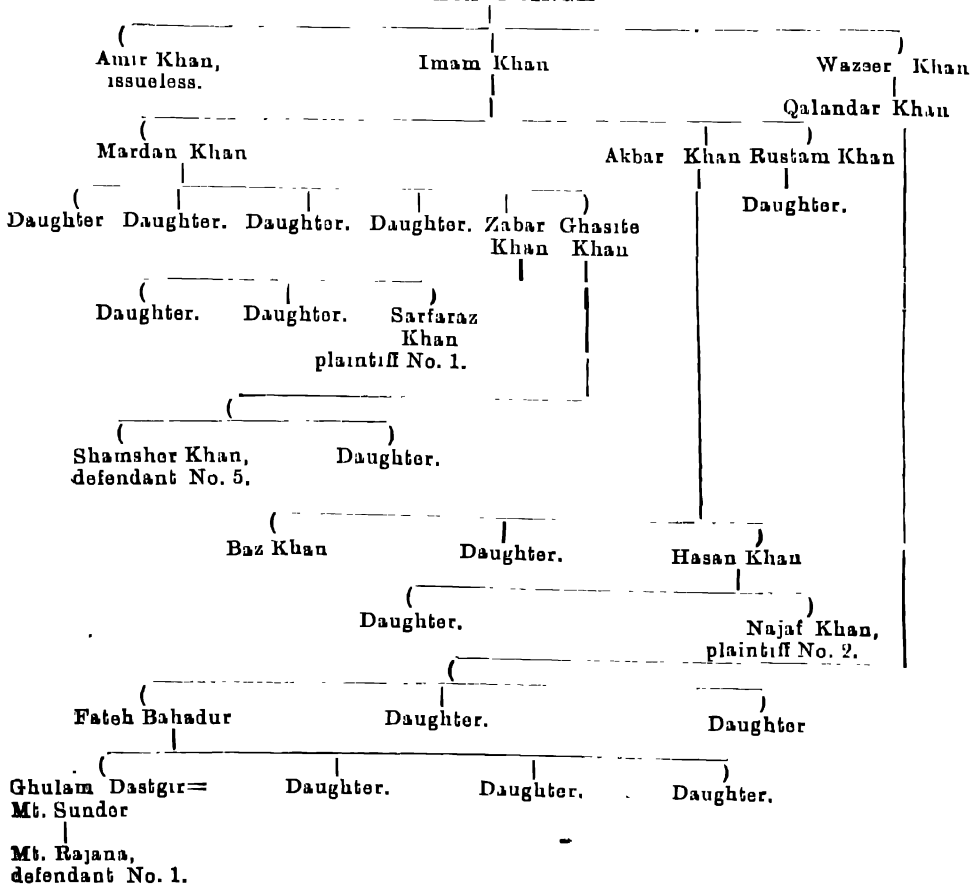 Amir Khan, Imam Khan Wazeer Khan
issueless.
Qalandar Khan
Mardan Khan Akbar Khan Rustam Khan
Daughter.
Daughter Daughter. Daughter. Daughter. Zabar Ghasite
Khan Khan
Daughter. Daughter. Sarfaraz
Khan
plaintiff No. 1.
Shamsher Khan, Daughter.
defendant No. 5.
Baz Khan Daughter. Hasan Khan
Daughter. Najaf Khan,
plaintiff No. 2.
Fateh Bahadur Daughter. Daughter
Ghulam Dastgir= Daughter. Daughter. Daughter.
Mt. Sunder
Mt. Rajana,
defendant No. 1.